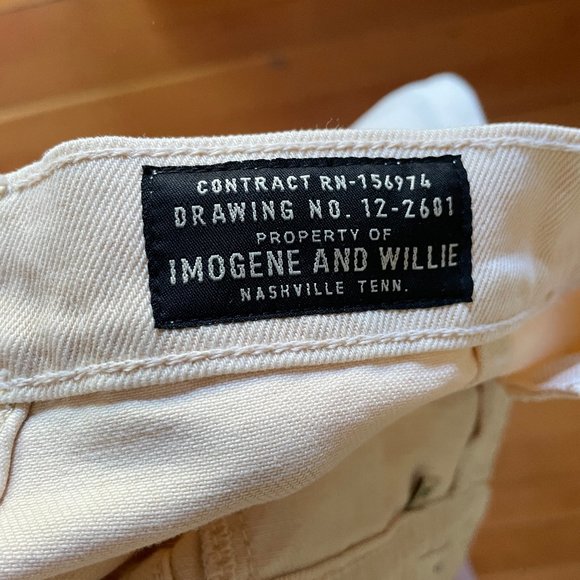 CONTRACT RN-156974
DRAWING NO. 12-2601
PROPERTY OF
IMOGENE AND WILLIE
NASHVILLE TENN.